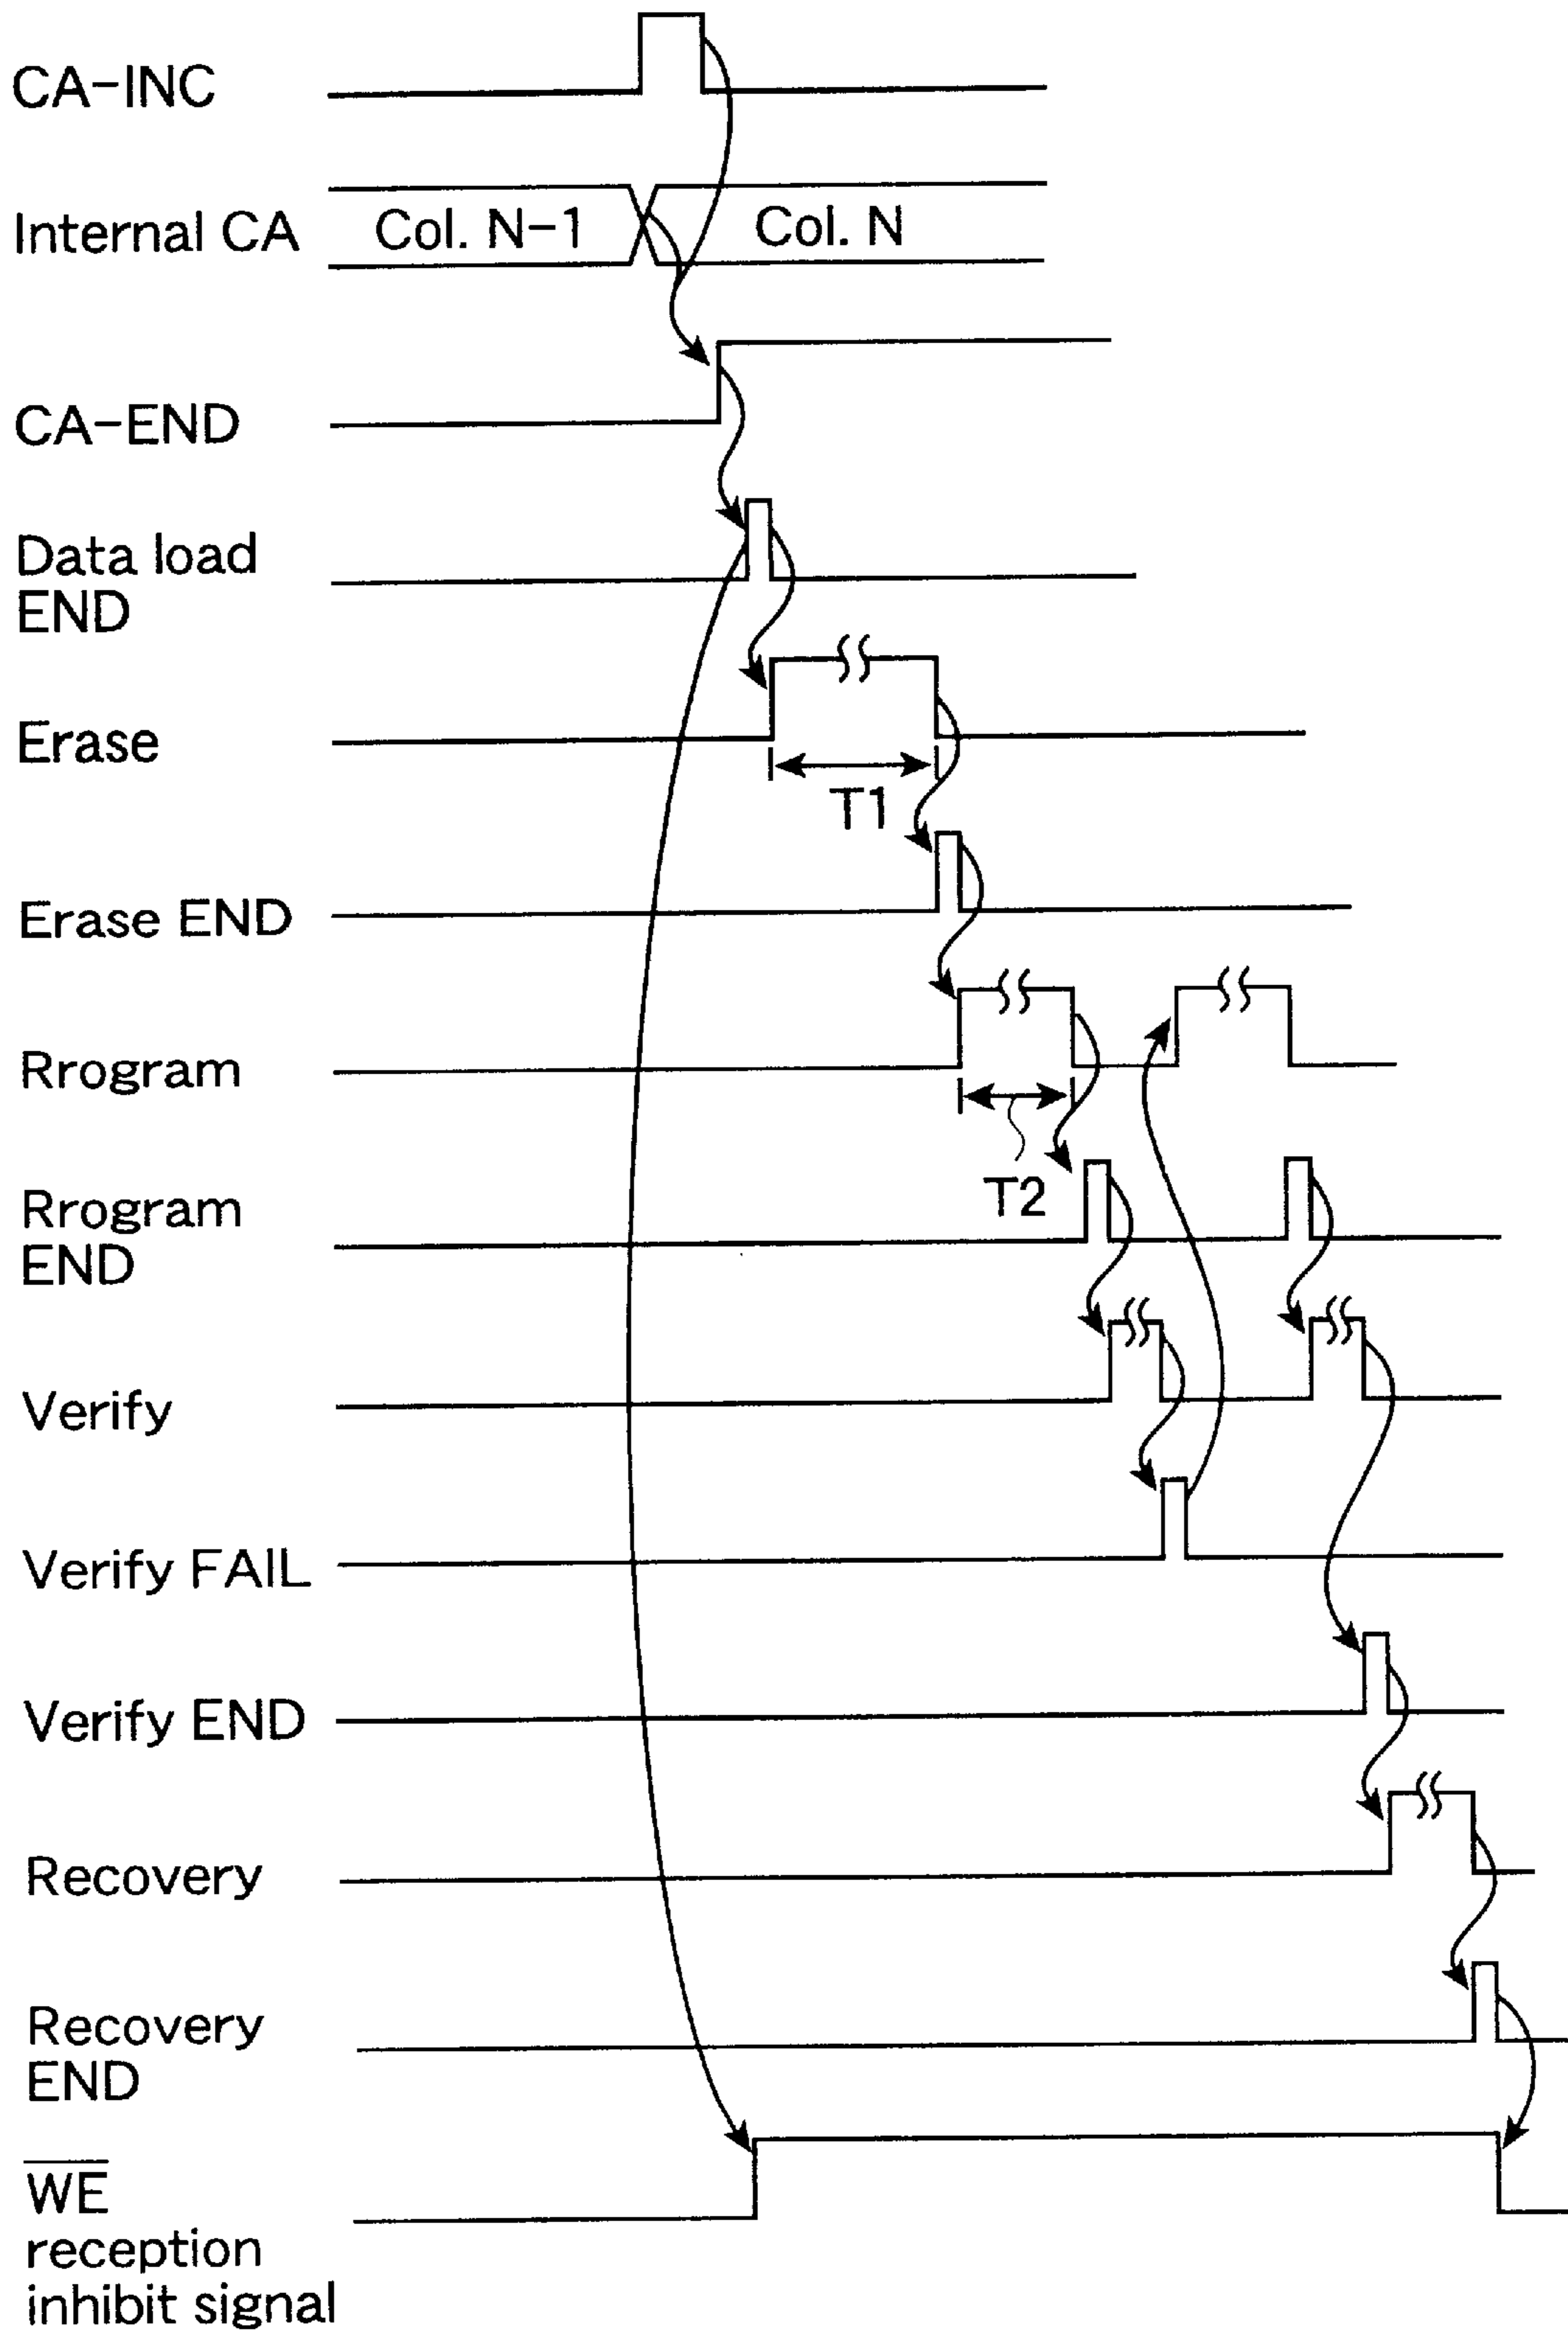 CA-INC
Internal CA
Col. N-1
Col. N
CA-END
Data load
END
Erase
T1
Erase END
Rrogram
T2
Rrogram
END
Verify
Verify FAIL
Verify END
Recovery
Recovery
END
W̅E̅
reception
inhibit signal